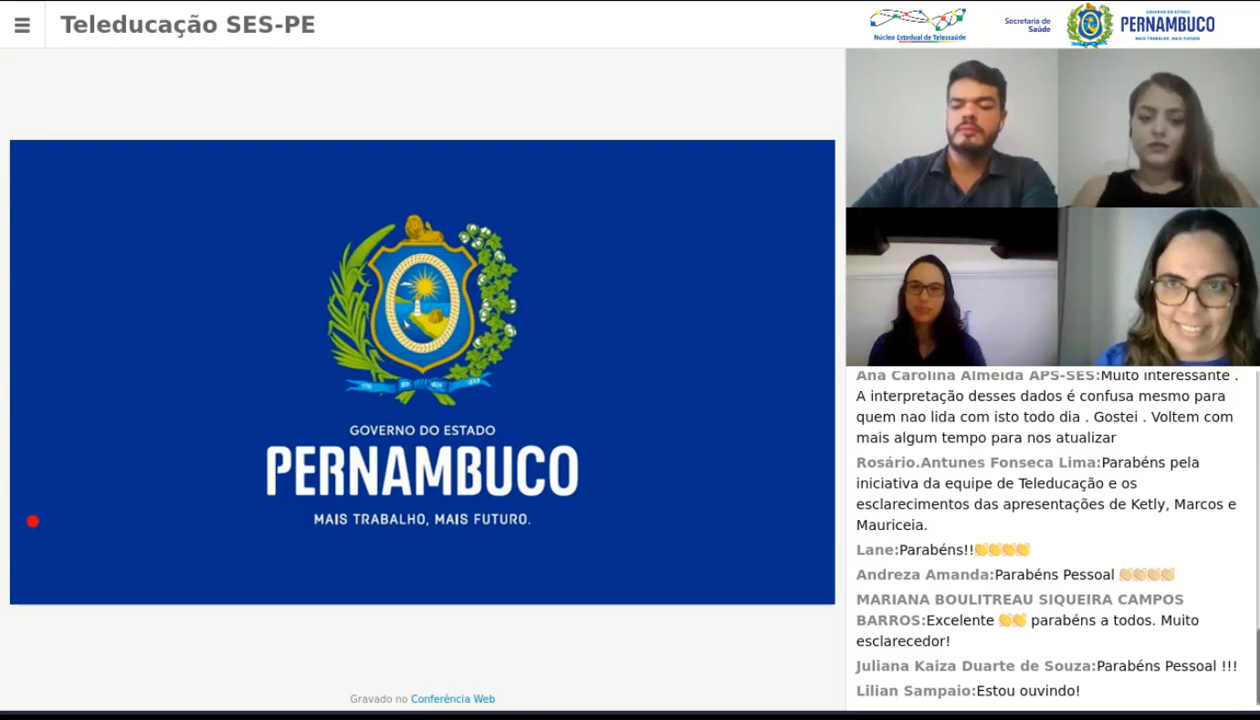 Teleducação SES-PE
Núcleo Estadual de Telessaúde
Secretaria de
Saúde
GOVERNO DO ESTADO
PERNAMBUCO
MAIS TRABALHO, MAIS FUTURO
GOVERNO DO ESTADO
PERNAMBUCO
MAIS TRABALHO, MAIS FUTURO.
Gravado no Conferência Web
Ana Carolina Almeida APS-SES:Muito interessante .
A interpretação desses dados é confusa mesmo para
quem nao lida com isto todo dia . Gostei . Voltem com
mais algum tempo para nos atualizar
Rosário.Antunes Fonseca Lima:Parabéns pela
iniciativa da equipe de Teleducação e os
esclarecimentos das apresentações de Ketly, Marcos e
Mauriceia.
Lane:Parabéns!!👏👏👏👏
Andreza Amanda:Parabéns Pessoal 👏🏼👏🏼👏🏼👏🏼
MARIANA BOULITREAU SIQUEIRA CAMPOS
BARROS:Excelente 👏👏 parabéns a todos. Muito
esclarecedor!
Juliana Kaiza Duarte de Souza:Parabéns Pessoal !!!
Lilian Sampaio:Estou ouvindo!